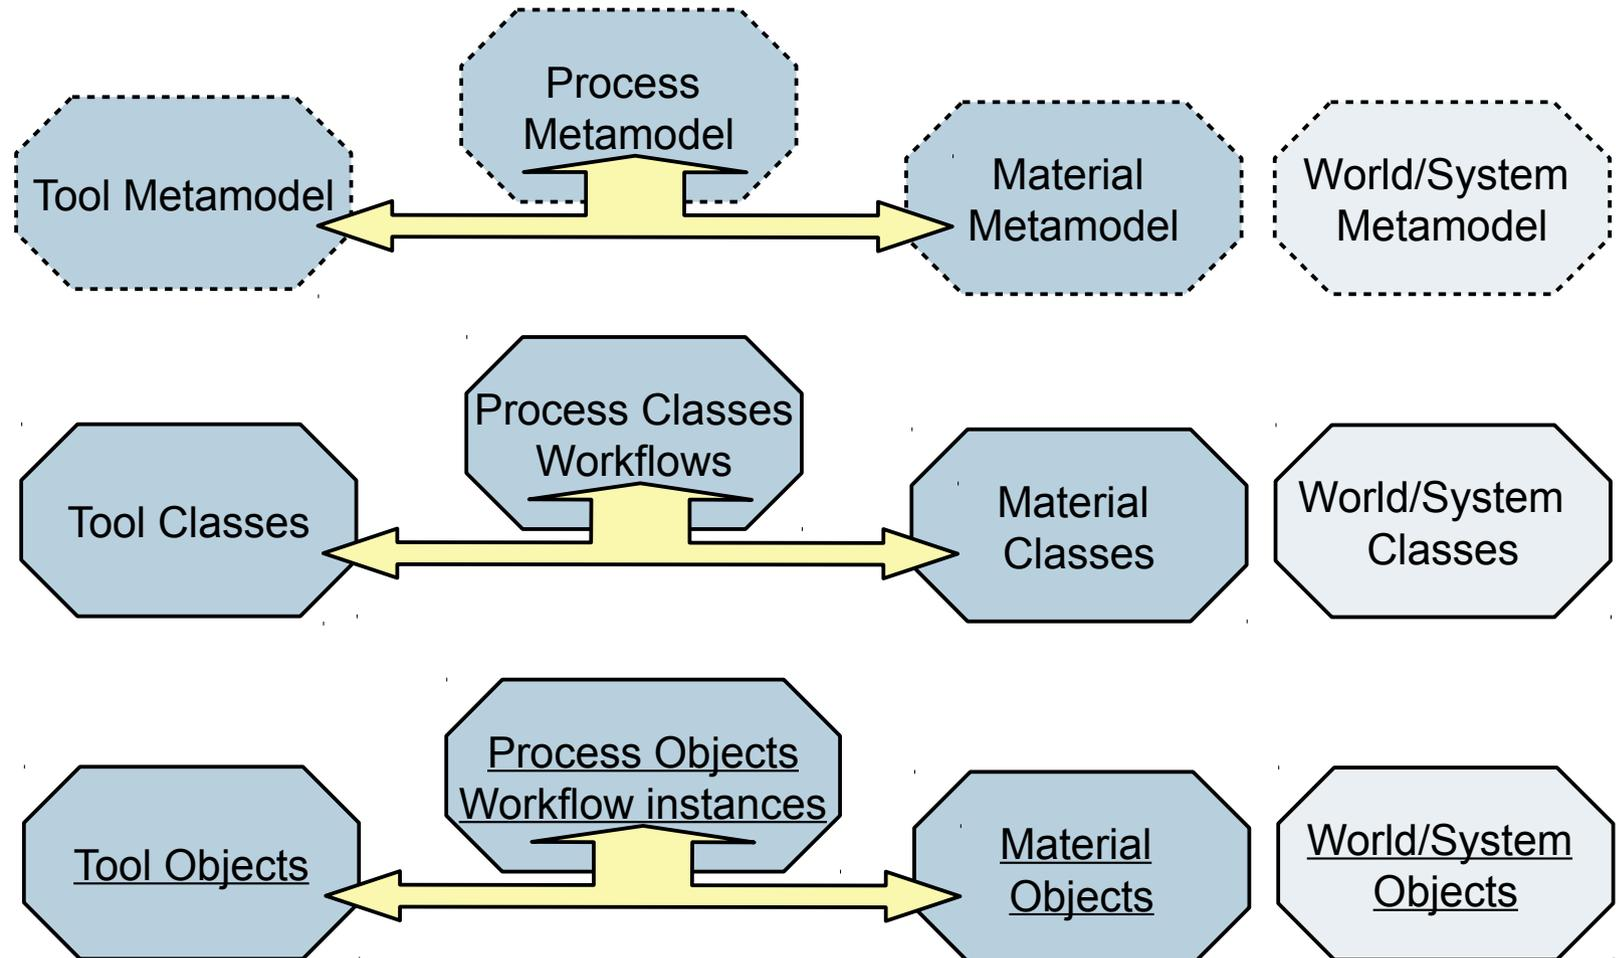 Process
Metamodel
Tool Metamodel
Material
Metamodel
World/System
Metamodel
Process Classes
Workflows
Tool Classes
Material
Classes
World/System
Classes
Process Objects
Workflow instances
Tool Objects
Material
Objects
World/System
Objects